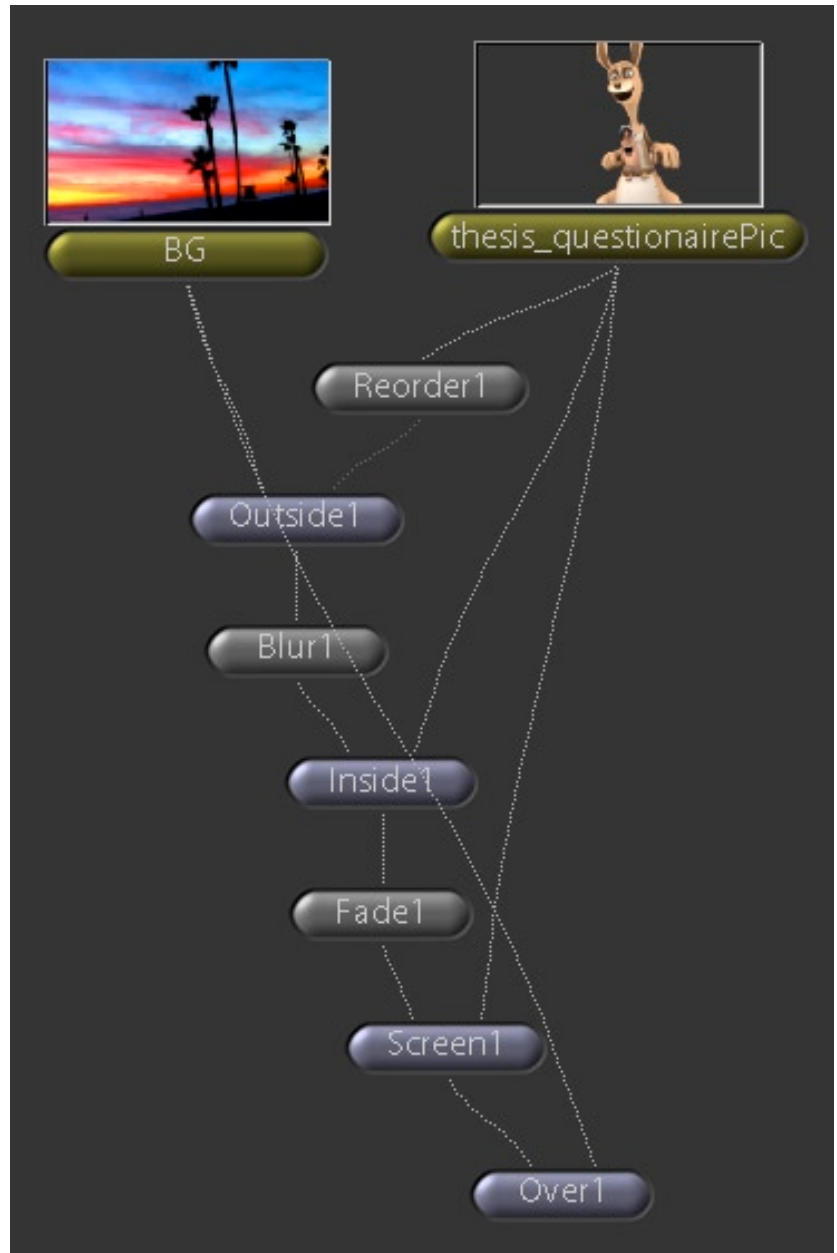 BG
thesis_questionairePic
Reorder1
Outside1
Blur1
Inside1
Fade1
Screen1
Over1